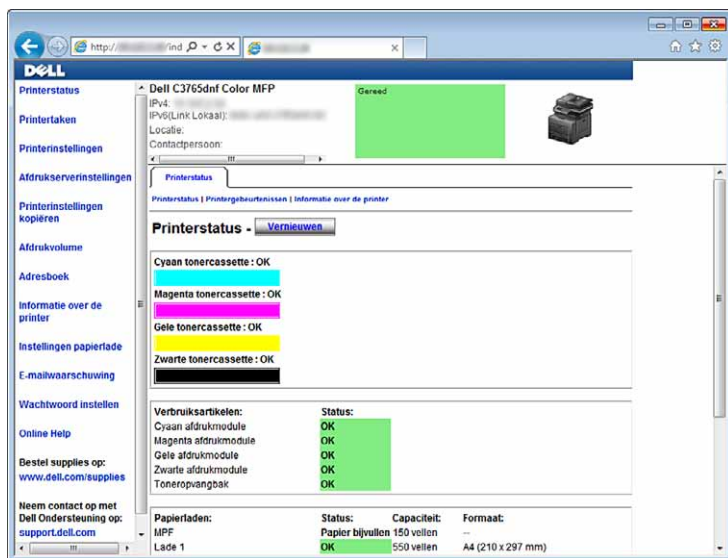 http://
'ind
DELL
Printerstatus
Printertaken
Printerinstellingen
Afdrukserverinstellingen
Printerinstellingen
kopiëren
Afdrukvolume
Adresboek
Informatie over de
printer
Instellingen papierlade
E-mailwaarschuwing
Wachtwoord instellen
Online Help
Bestel supplies op:
www.dell.com/supplies
Neem contact op met
Dell Ondersteuning op:
support.dell.com
Dell C3765dnf Color MFP
IPv4:
IPv6(Link Lokaal):
Locatie:
Contactpersoon:
Gereed
Printerstatus
Printerstatus | Printergebeurtenissen | Informatie over de printer
Printerstatus - Vernieuwen
Cyaan tonercassette : OK
Magenta tonercassette : OK
Gele tonercassette : OK
Zwarte tonercassette : OK
Verbruiksartikelen: Status:
Cyaan afdrukmodule OK
Magenta afdrukmodule OK
Gele afdrukmodule OK
Zwarte afdrukmodule OK
Toneropvangbak OK
Papierladen: Status: Capaciteit: Formaat:
MPF Papier bijvullen 150 vellen --
Lade 1 OK 550 vellen A4 (210 x 297 mm)